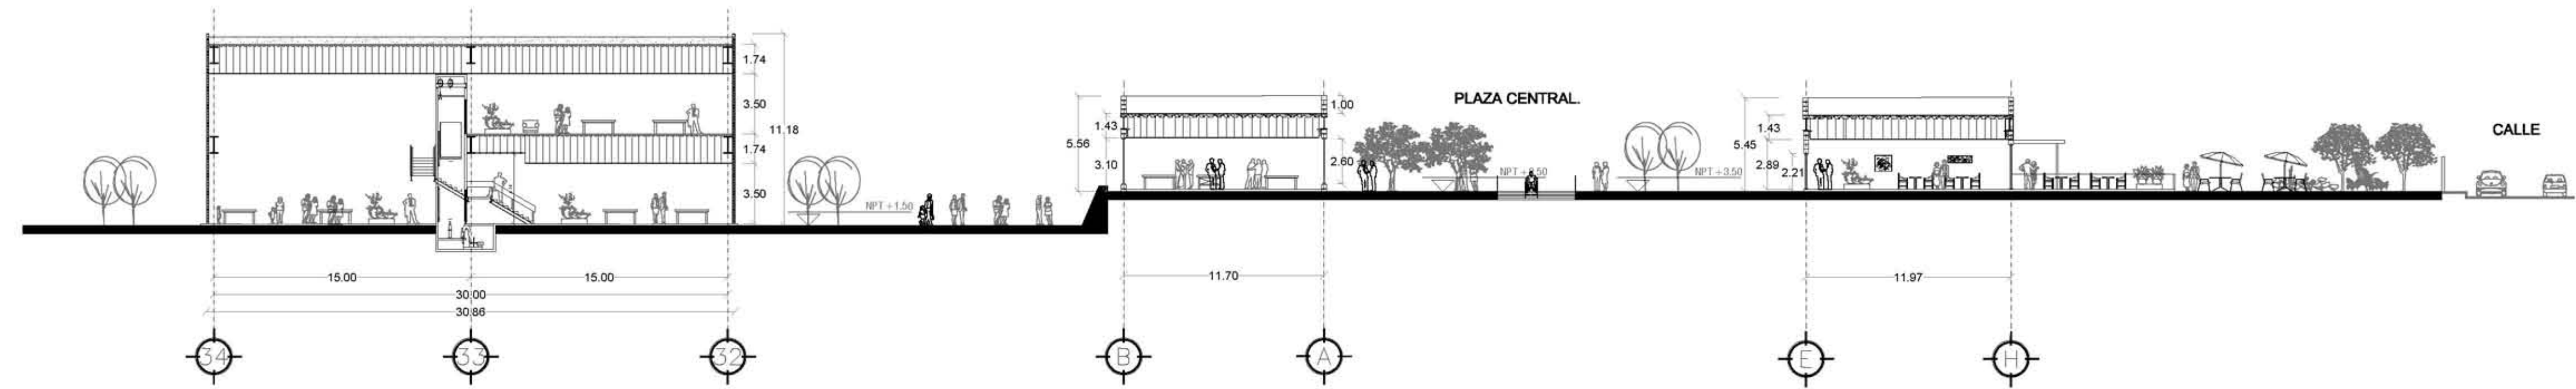 1.74
3.50
11.18
1.74
3.50
NPT +1.50
15.00
15.00
30.00
30.86
34
33
32
5.56
1.43
3.10
1.00
2.60
PLAZA CENTRAL.
NPT +3.50
NPT +3.50
11.70
B
A
5.45
1.43
2.89
2.21
11.97
E
H
CALLE